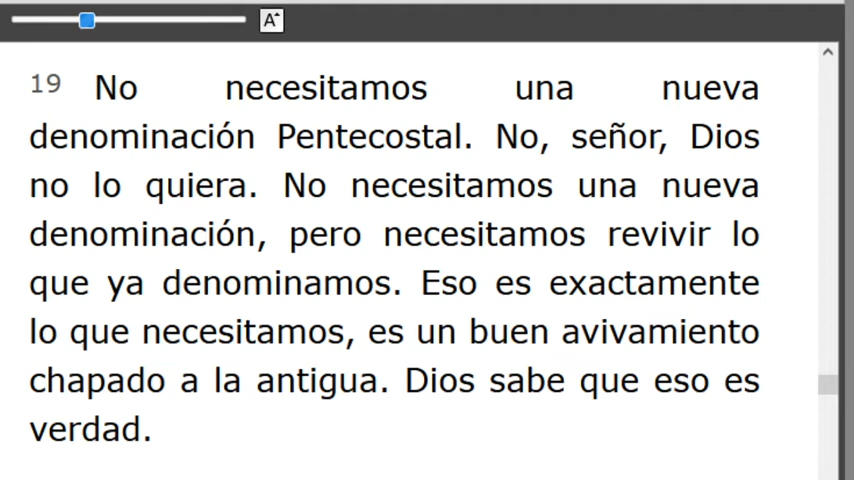 A
19 No necesitamos una nueva
denominación Pentecostal. No, señor, Dios
no lo quiera. No necesitamos una nueva
denominación, pero necesitamos revivir lo
que ya denominamos. Eso es exactamente
lo que necesitamos, es un buen avivamiento
chapado a la antigua. Dios sabe que eso es
verdad.